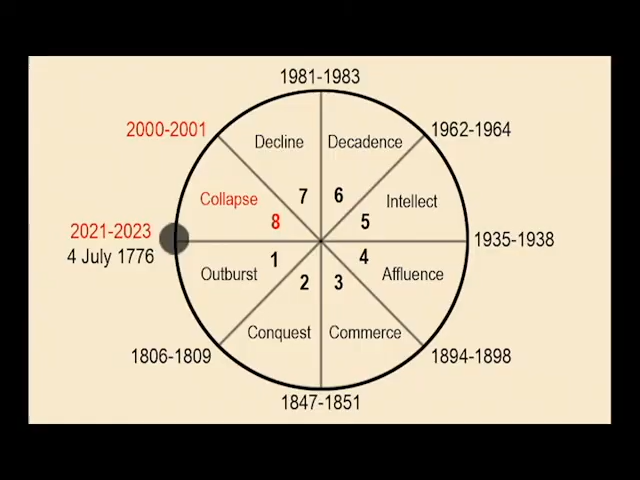 1981-1983
2000-2001
1962-1964
Decline
Decadence
7
6
Collapse
Intellect
8
5
2021-2023
4 July 1776
1935-1938
1
4
Outburst
Affluence
2
3
Conquest
Commerce
1806-1809
1894-1898
1847-1851